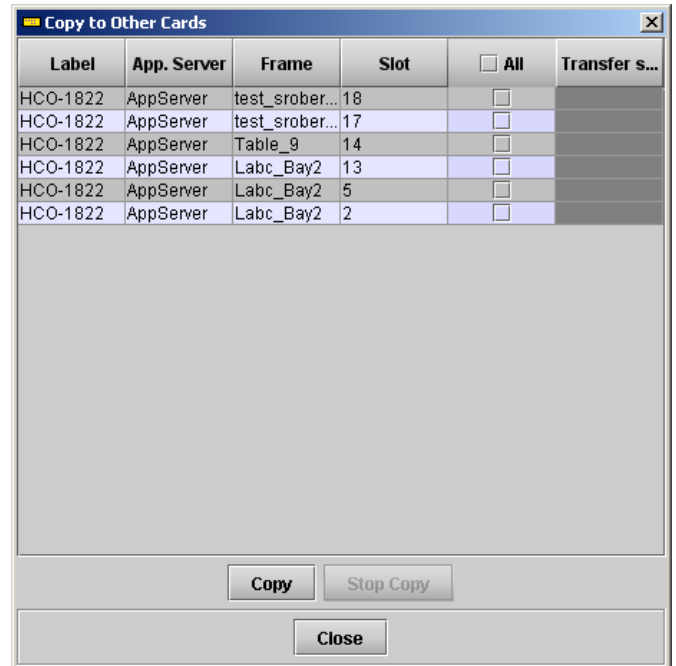 Copy to Other Cards
Label App. Server Frame Slot All Transfer s...
HCO-1822 AppServer test_srober... 18
HCO-1822 AppServer test_srober... 17
HCO-1822 AppServer Table_9 14
HCO-1822 AppServer Labc_Bay2 13
HCO-1822 AppServer Labc_Bay2 5
HCO-1822 AppServer Labc_Bay2 2
Copy Stop Copy
Close